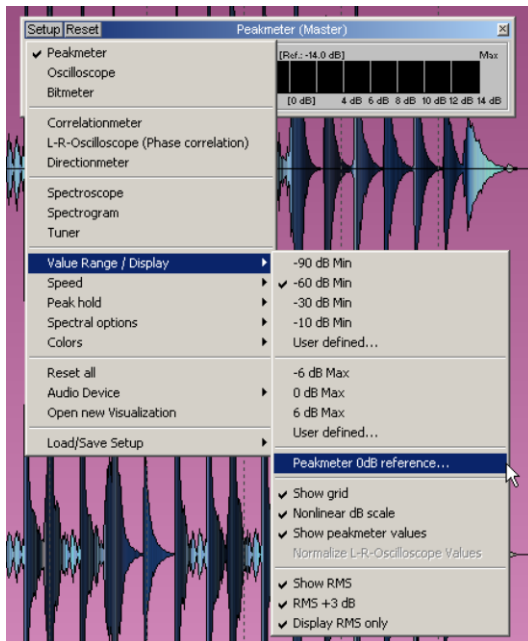 Setup Reset Peakmeter (Master)
[Ref.: -14.0 dB] Max
[0 dB] 4 dB 6 dB 8 dB 10 dB 12 dB 14 dB
Peakmeter
Oscilloscope
Bitmeter
Correlationmeter
L-R-Oscilloscope (Phase correlation)
Directionmeter
Spectroscope
Spectrogram
Tuner
Value Range / Display
Speed
Peak hold
Spectral options
Colors
Reset all
Audio Device
Open new Visualization
Load/Save Setup
-90 dB Min
-60 dB Min
-30 dB Min
-10 dB Min
User defined...
-6 dB Max
0 dB Max
6 dB Max
User defined...
Peakmeter 0dB reference...
Show grid
Nonlinear dB scale
Show peakmeter values
Normalize L-R-Oscilloscope Values
Show RMS
RMS +3 dB
Display RMS only